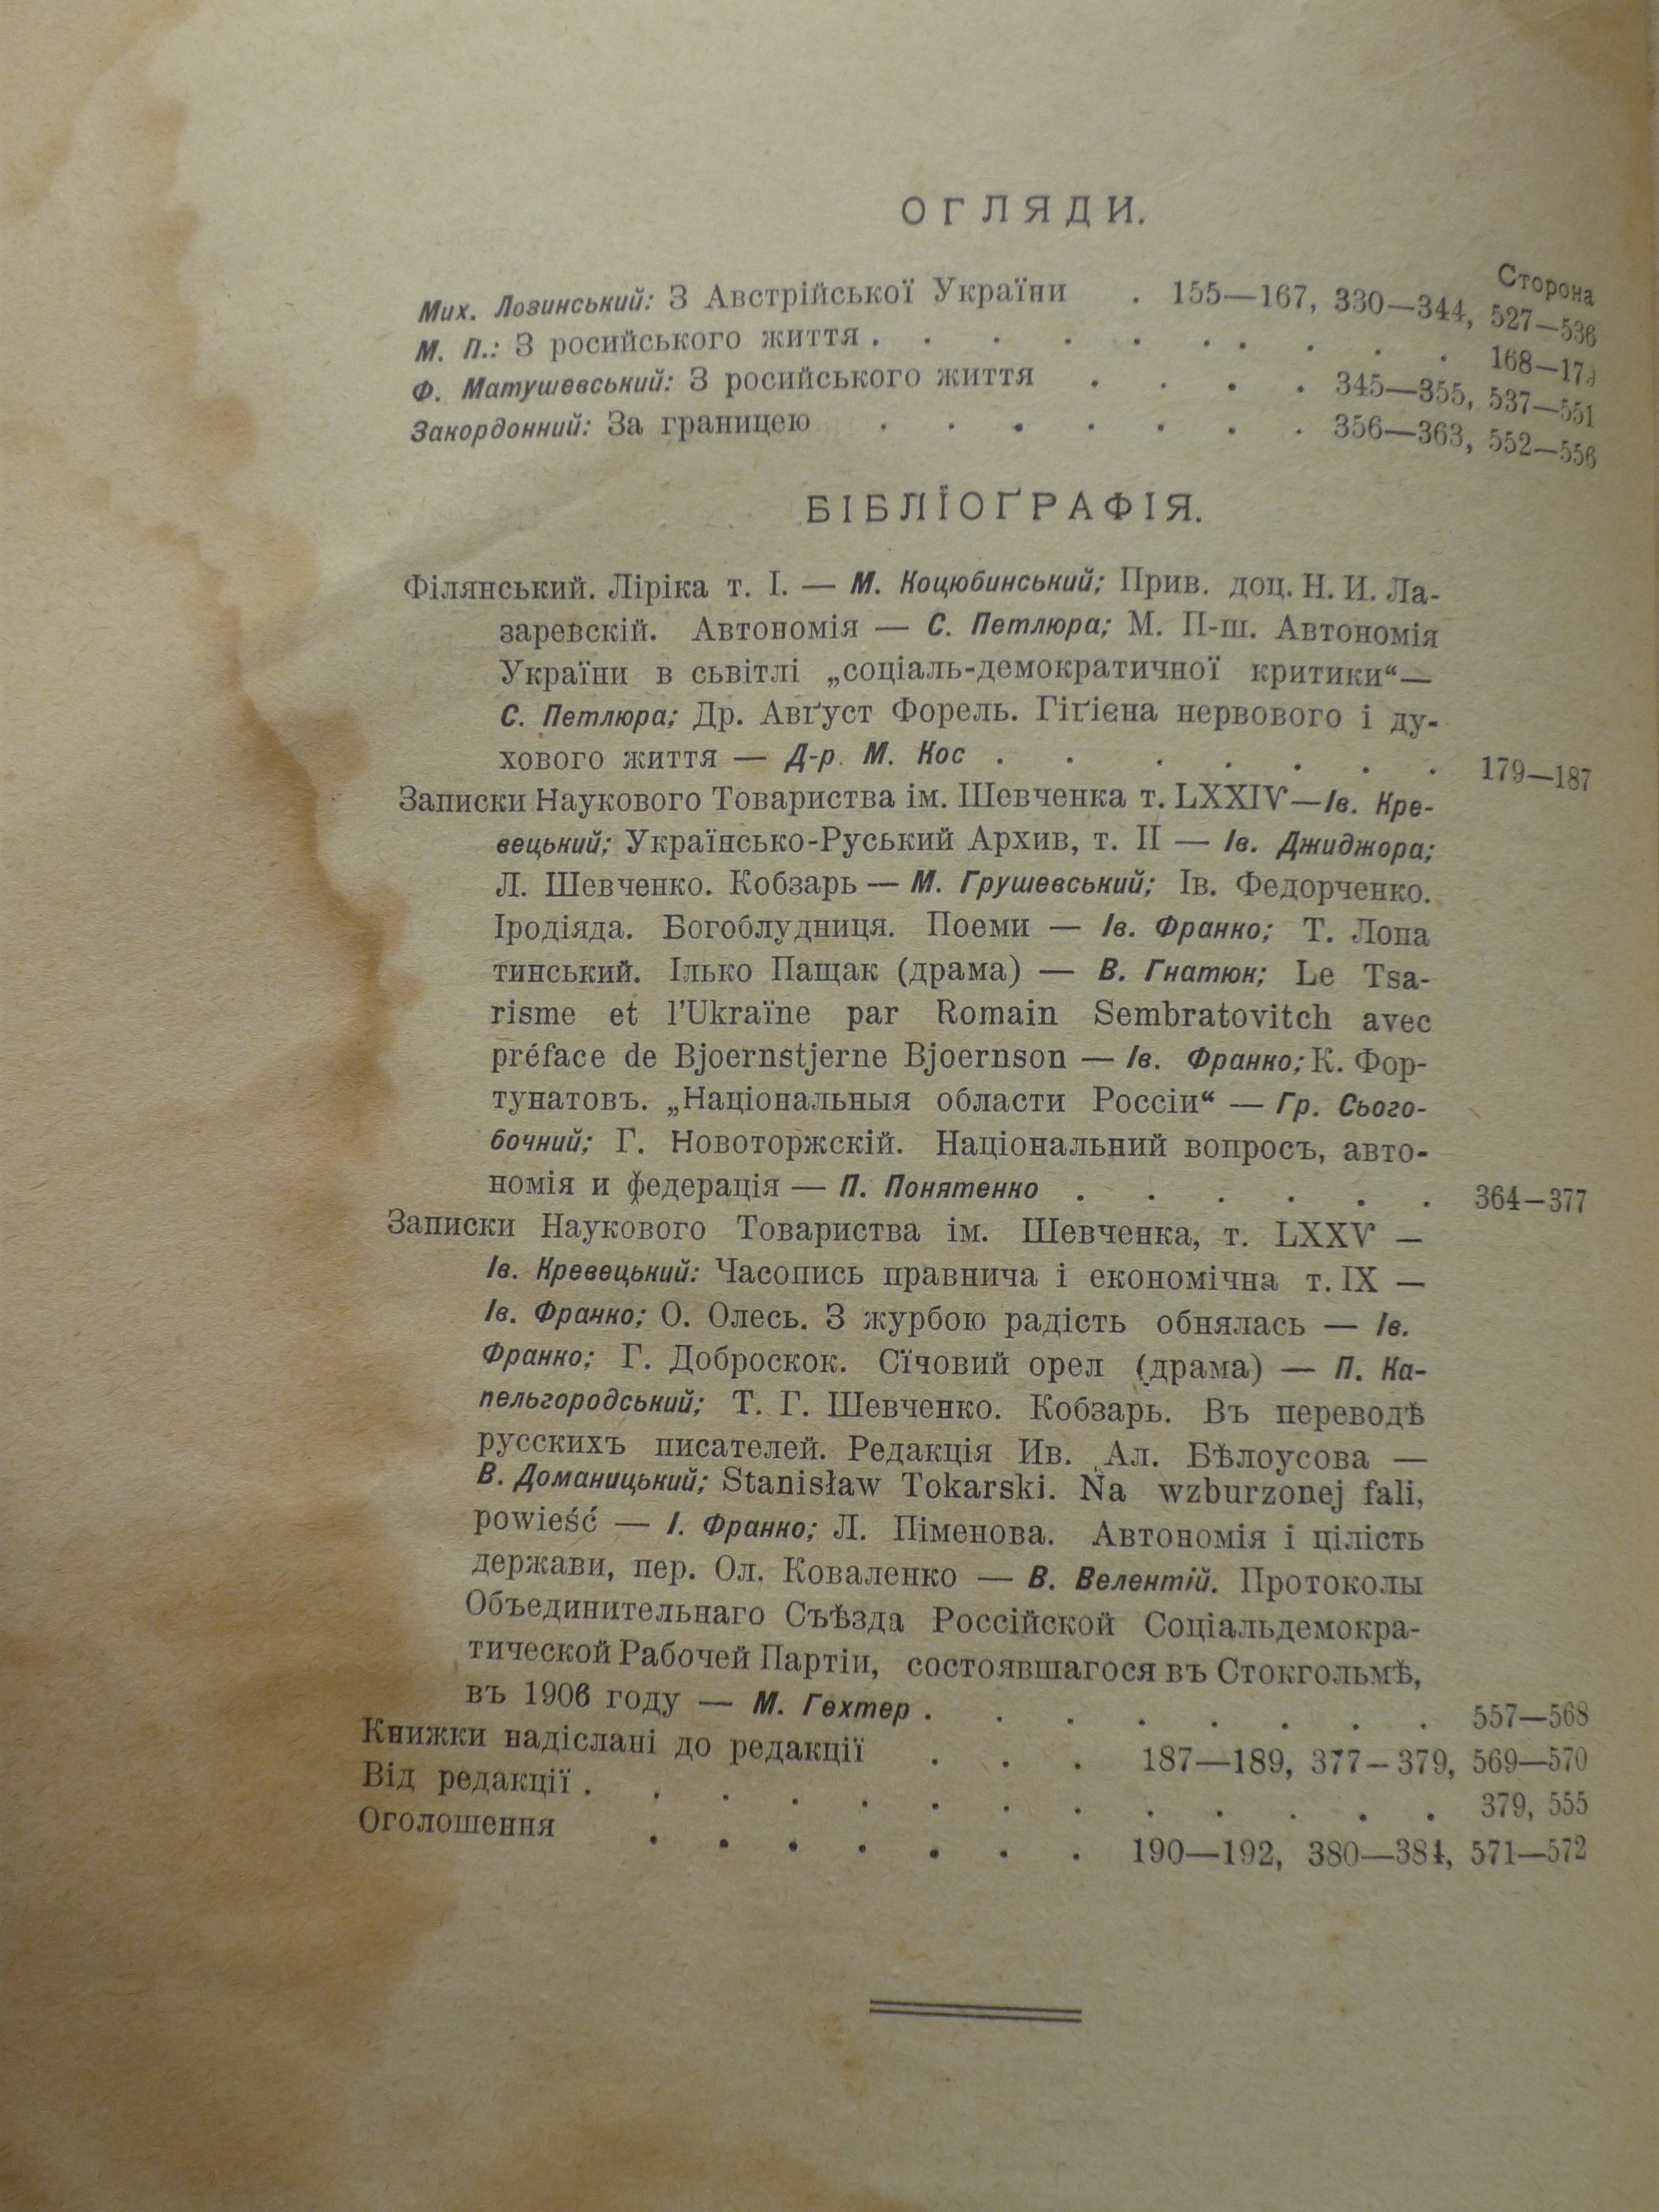 ОГЛЯДИ.
Сторона
Мих. Лозинський: З Австрійської України . 155—167, 330—344, 527—536
М. П.: З росийського життя . . . . . . . . . . 168—17
Ф. Матушевський: З росийського життя . . . . 345—355, 537—551
Закордонний: За границею . . . . . . . 356—363, 552—556
БІБЛЇОҐРАФІЯ.
Філянський. Ліріка т. I. — М. Коцюбинський; Прив. доц. Н. И. Ла-
заревскій. Автономія — С. Петлюра; М. П-ш. Автономія
України в сьвітлі „соціаль-демократичної критики“—
С. Петлюра; Др. Авґуст Форель. Гіґієна нервового і ду-
хового життя — Д-р. М. Кос . . . . . . . 179—187
Записки Наукового Товариства ім. Шевченка т. LXXIV—Ів. Кре-
вецький; Українсько-Руський Архив, т. II — Ів. Джиджора;
Л. Шевченко. Кобзарь — М. Грушевський; Ів. Федорченко.
Іродіяда. Богоблудниця. Поеми — Ів. Франко; Т. Лопа
тинський. Ілько Пащак (драма) — В. Гнатюк; Le Tsa-
risme et l'Ukraïne par Romain Sembratovitch avec
préface de Bjoernstjerne Bjoernson — Ів. Франко; К. Фор-
тунатовъ. „Національныя области Россіи“ — Гр. Сього-
бочний; Г. Новоторжскій. Національний вопросъ, авто-
номія и федерація — П. Понятенко . . . . . . 364—377
Записки Наукового Товариства ім. Шевченка, т. LXXV —
Ів. Кревецький: Часопись правнича і економічна т. IX —
Ів. Франко; О. Олесь. З журбою радість обнялась — Ів.
Франко; Г. Доброскок. Сїчовий орел (драма) — П. Ка-
пельгородський; Т. Г. Шевченко. Кобзарь. Въ переводѣ
русскихъ писателей. Редакція Ив. Ал. Бѣлоусова —
В. Доманицький; Stanisław Tokarski. Na wzburzonej fali,
powieść — І. Франко; Л. Піменова. Автономія і цілість
держави, пер. Ол. Коваленко — В. Велентій. Протоколы
Объединительнаго Съѣзда Россійской Соціальдемокра-
тической Рабочей Партіи, состоявшагося въ Стокгольмѣ,
въ 1906 году — М. Гехтер . . . . . . . . 557—568
Книжки надіслані до редакції . . . 187—189, 377—379, 569—570
Від редакції . . . . . . . . . . . . . 379, 555
Оголошення . . . . . . . 190—192, 380—384, 571—572